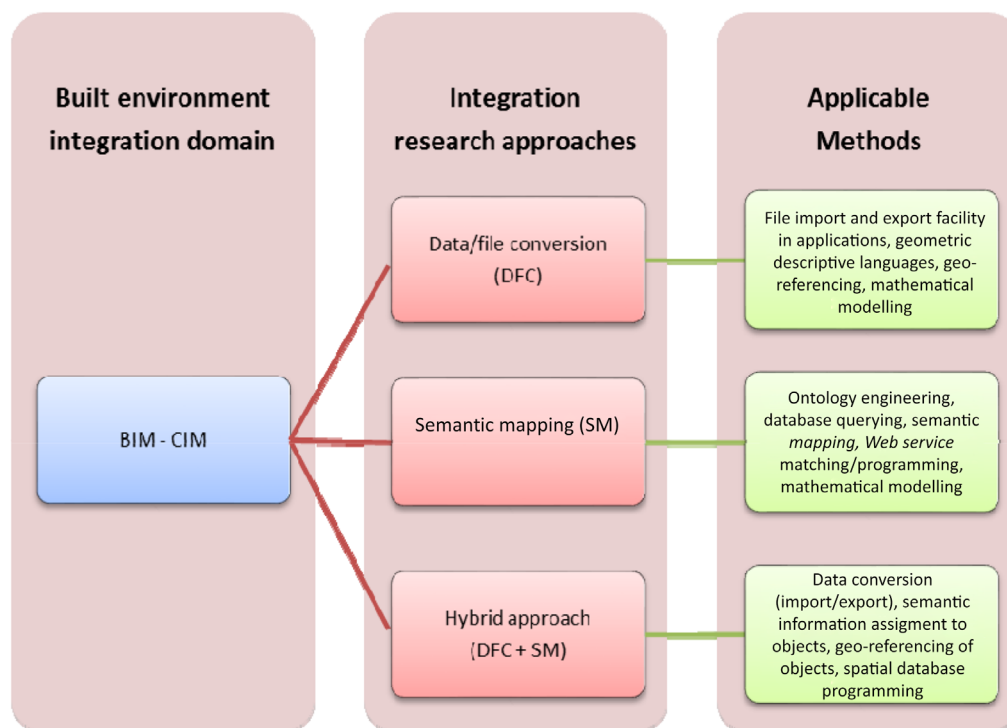 Built environment
integration domain
Integration
research approaches
Applicable
Methods
BIM - CIM
Data/file conversion
(DFC)
Semantic mapping (SM)
Hybrid approach
(DFC + SM)
File import and export facility
in applications, geometric
descriptive languages, geo-
referencing, mathematical
modelling
Ontology engineering,
database querying, semantic
mapping, Web service
matching/programming,
mathematical modelling
Data conversion
(import/export), semantic
information assigment to
objects, geo-referencing of
objects, spatial database
programming